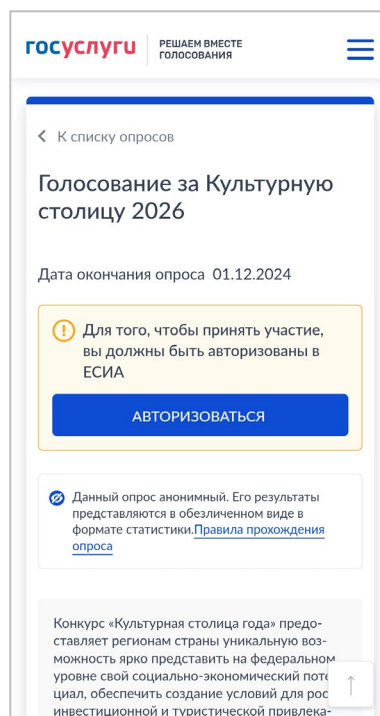 госуслуги
РЕШАЕМ ВМЕСТЕ
ГОЛОСОВАНИЯ
К списку опросов
Голосование за Культурную
столицу 2026
Дата окончания опроса 01.12.2024
Для того, чтобы принять участие,
вы должны быть авторизованы в
ЕСИА
АВТОРИЗОВАТЬСЯ
Данный опрос анонимный. Его результаты
представляются в обезличенном виде в
формате статистики.Правила прохождения
опроса
Конкурс «Культурная столица года» предо-
ставляет регионам страны уникальную воз-
можность ярко представить на федеральном
уровне свой социально-экономический поте
циал, обеспечить создание условий для рос
инвестиционной и туристической привлека-